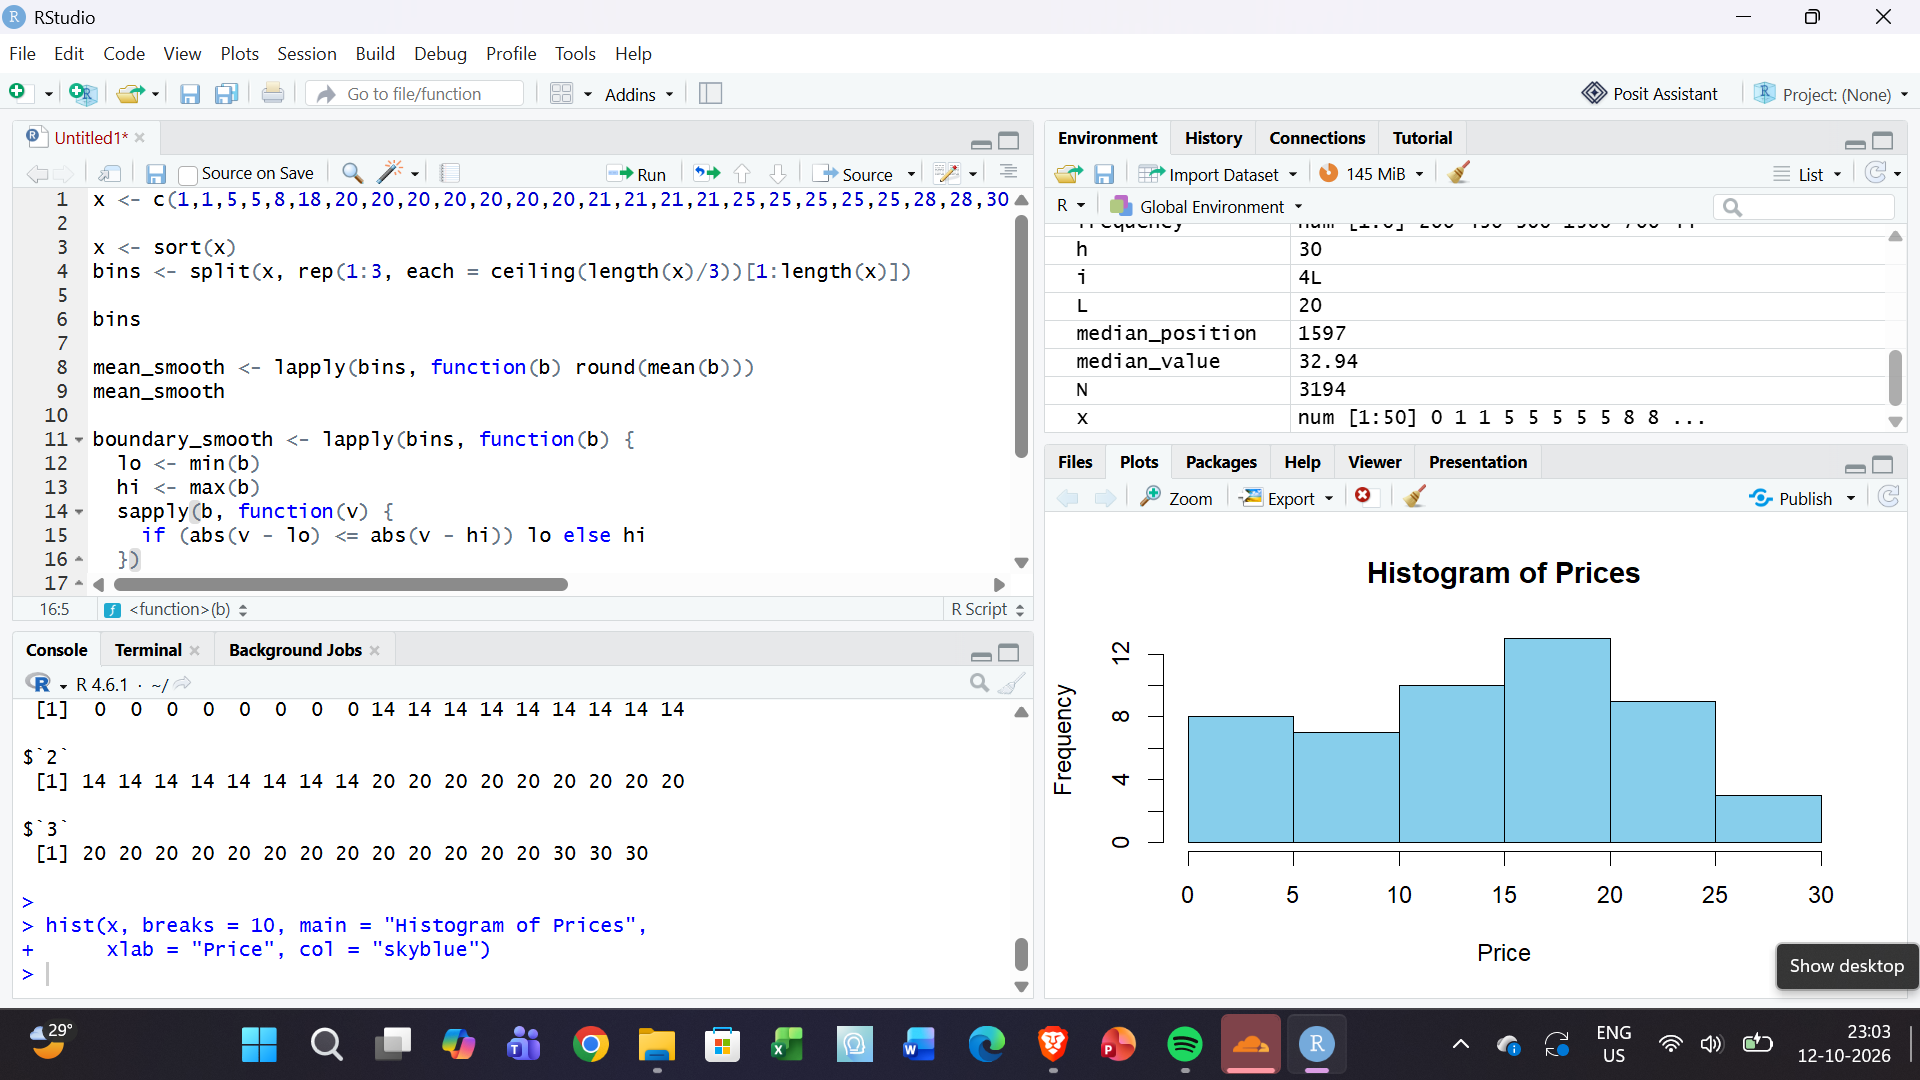 RStudio
File Edit Code View Plots Session Build Debug Profile Tools Help
Go to file/function
Addins
Posit Assistant
Project: (None)
Untitled1*
Source on Save
Run
Source
1 x <- c(1,1,5,5,8,18,20,20,20,20,20,20,20,21,21,21,21,25,25,25,25,25,28,28,30
2
3 x <- sort(x)
4 bins <- split(x, rep(1:3, each = ceiling(length(x)/3))[1:length(x)])
5
6 bins
7
8 mean_smooth <- lapply(bins, function(b) round(mean(b)))
9 mean_smooth
10
11 boundary_smooth <- lapply(bins, function(b) {
12 lo <- min(b)
13 hi <- max(b)
14 sapply(b, function(v) {
15 if (abs(v - lo) <= abs(v - hi)) lo else hi
16 })
17
16:5 <function>(b) R Script
Console Terminal Background Jobs
R 4.6.1 · ~/
[1] 0 0 0 0 0 0 0 0 14 14 14 14 14 14 14 14 14
$`2`
[1] 14 14 14 14 14 14 14 14 20 20 20 20 20 20 20 20 20
$`3`
[1] 20 20 20 20 20 20 20 20 20 20 20 20 20 30 30 30
>
> hist(x, breaks = 10, main = "Histogram of Prices",
+ xlab = "Price", col = "skyblue")
>
Environment History Connections Tutorial
Import Dataset 145 MiB List
R Global Environment
h 30
i 4L
L 20
median_position 1597
median_value 32.94
N 3194
x num [1:50] 0 1 1 5 5 5 5 5 8 8 ...
Files Plots Packages Help Viewer Presentation
Zoom Export Publish
Histogram of Prices
Frequency
12
8
4
0
0 5 10 15 20 25 30
Price
Show desktop
29°
ENG
US
23:03
12-10-2026